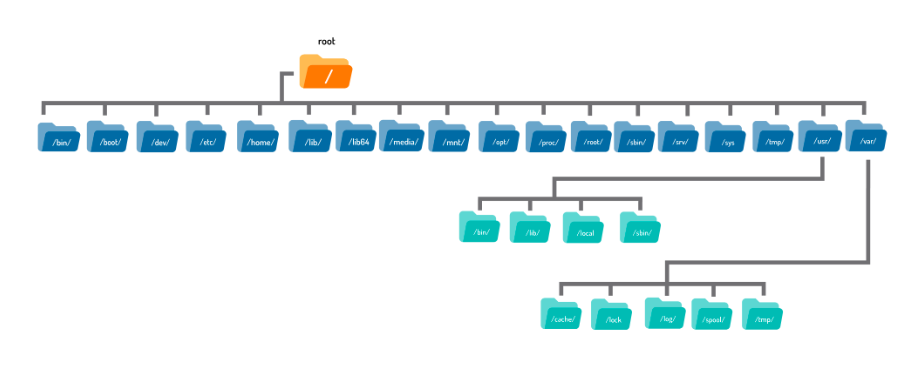 root
/
/bin/
/boot/
/dev/
/etc/
/home/
/lib/
/lib64
/media/
/mnt/
/opt/
/proc/
/root/
/sbin/
/srv/
/sys
/tmp/
/usr/
/var/
/bin/
/lib/
/local
/sbin/
/cache/
/lock
/log/
/spool/
/tmp/